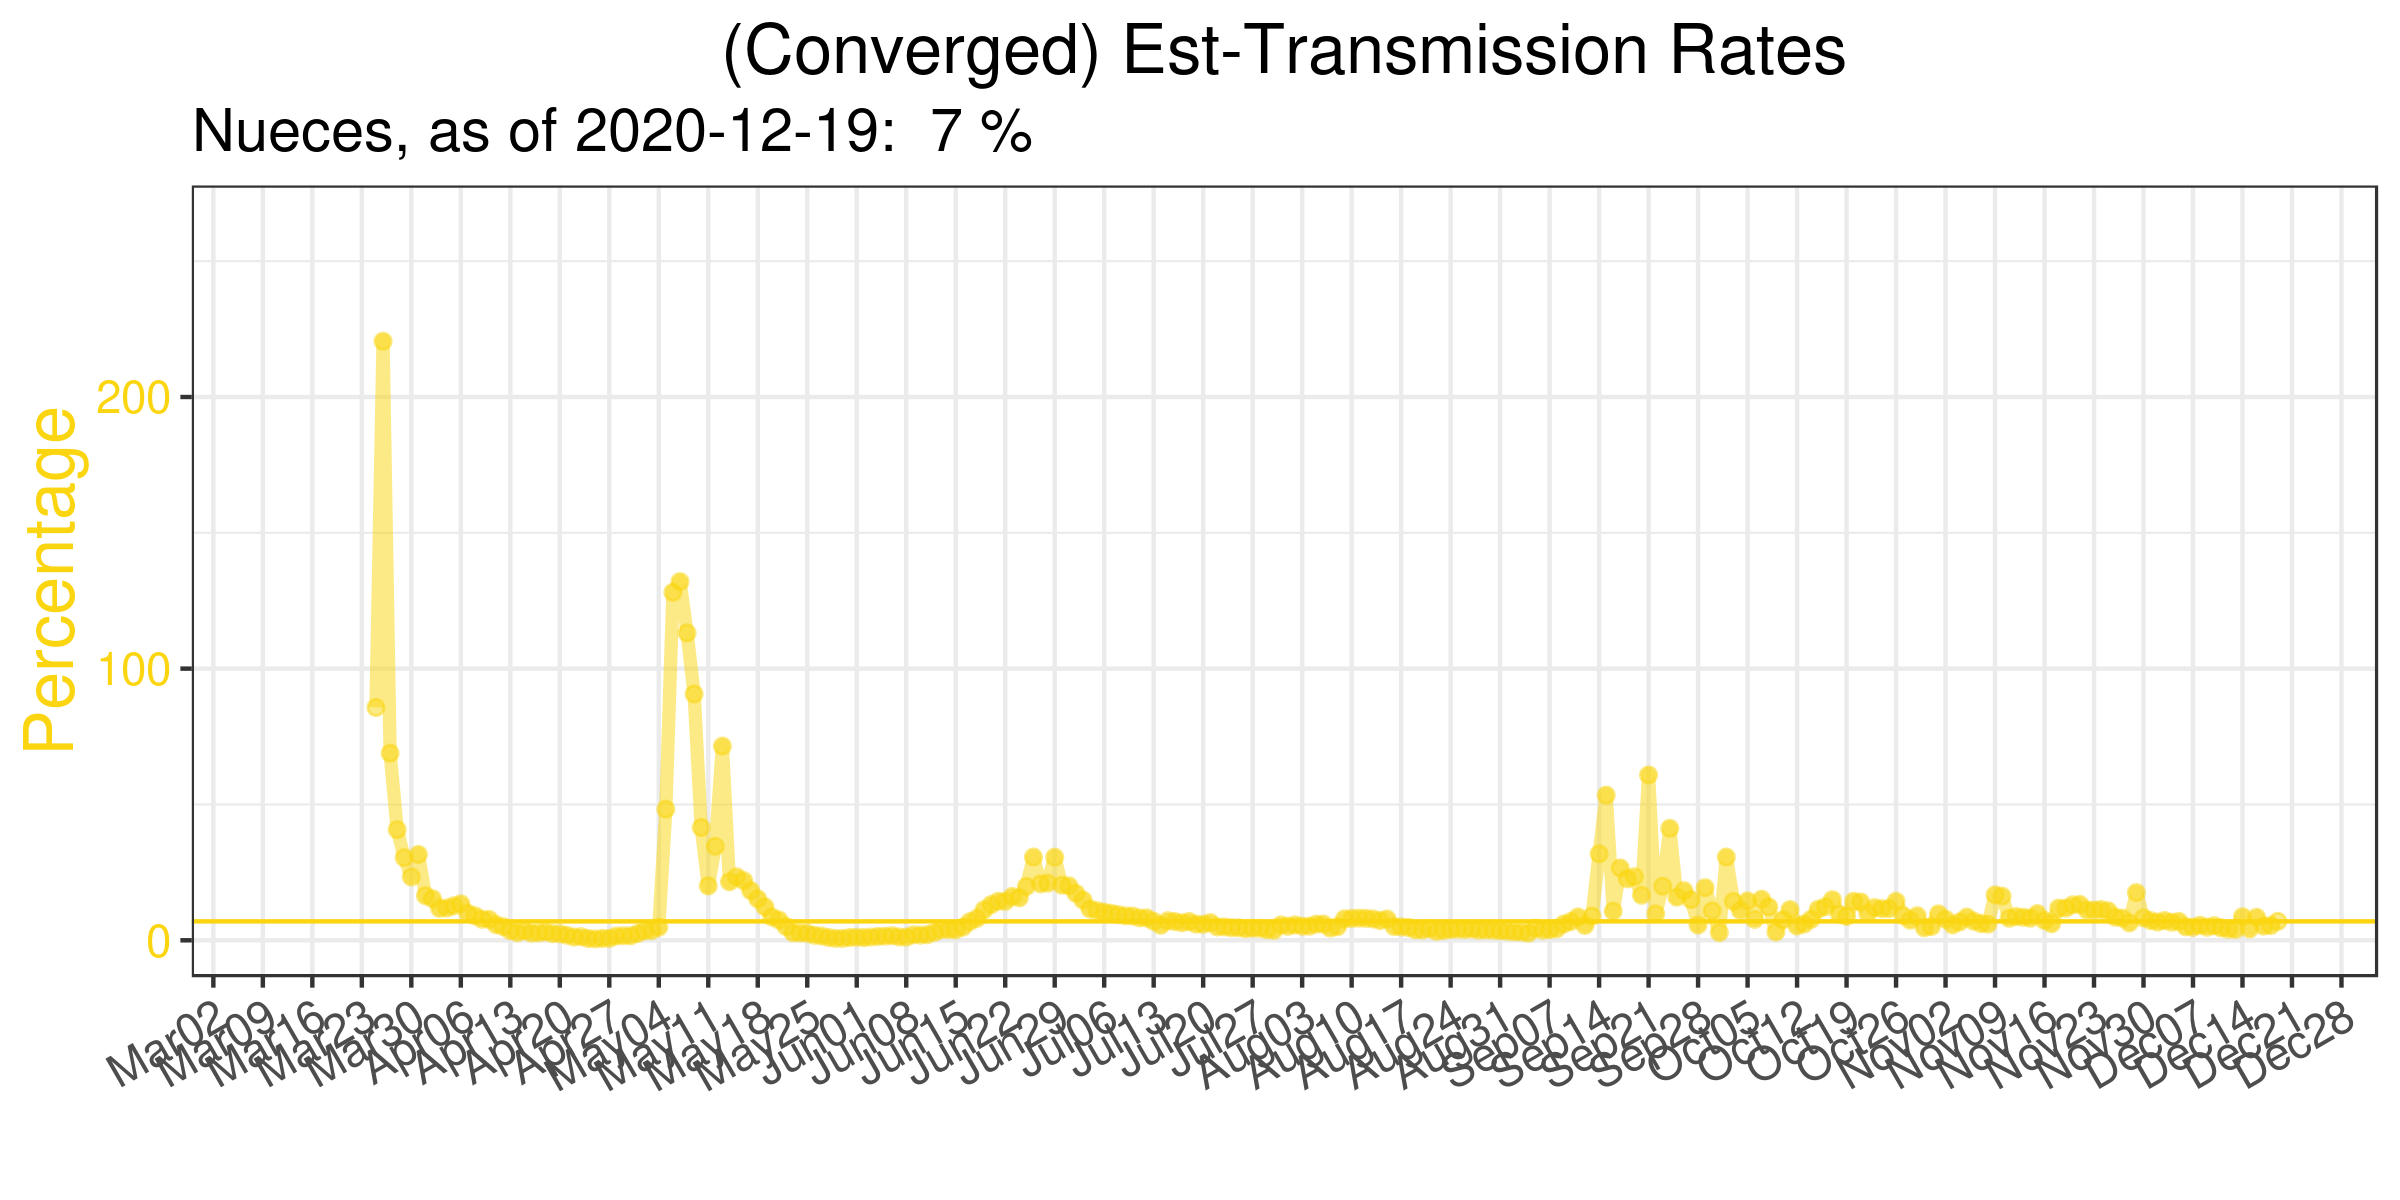 (Converged) Est-Transmission Rates
Nueces, as of 2020-12-19:  7 %
Percentage
200
100
0
Mar02
Mar09
Mar16
Mar23
Mar30
Apr06
Apr13
Apr20
Apr27
May04
May11
May18
May25
Jun01
Jun08
Jun15
Jun22
Jun29
Jul06
Jul13
Jul20
Jul27
Aug03
Aug10
Aug17
Aug24
Aug31
Sep07
Sep14
Sep21
Sep28
Oct05
Oct12
Oct19
Oct26
Nov02
Nov09
Nov16
Nov23
Nov30
Dec07
Dec14
Dec21
Dec28